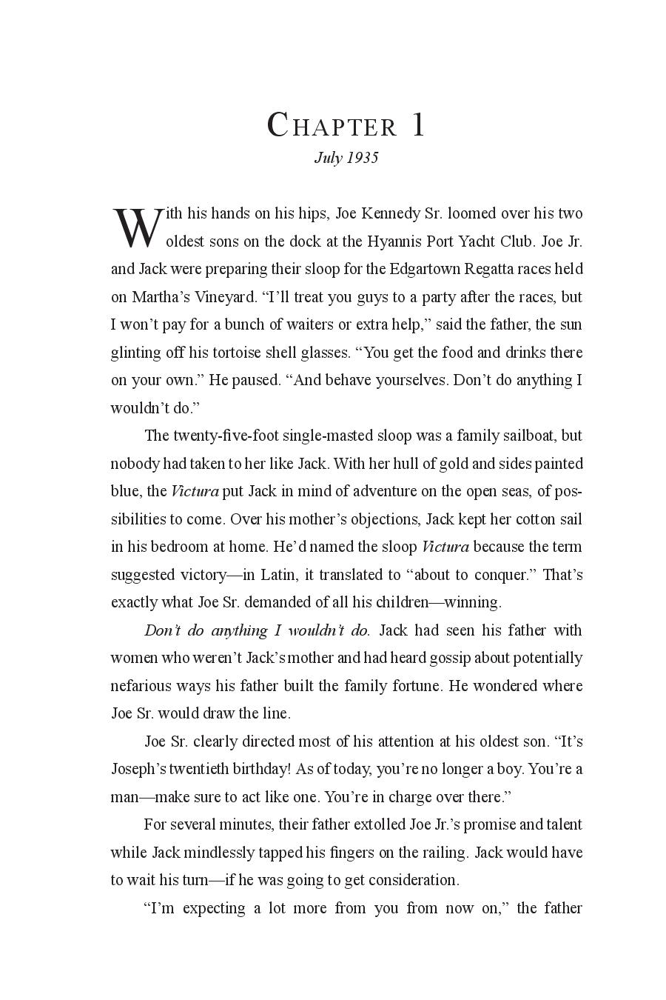 CHAPTER 1
July 1935
With his hands on his hips, Joe Kennedy Sr. loomed over his two
oldest sons on the dock at the Hyannis Port Yacht Club. Joe Jr.
and Jack were preparing their sloop for the Edgartown Regatta races held
on Martha’s Vineyard. “I’ll treat you guys to a party after the races, but
I won’t pay for a bunch of waiters or extra help,” said the father, the sun
glinting off his tortoise shell glasses. “You get the food and drinks there
on your own.” He paused. “And behave yourselves. Don’t do anything I
wouldn’t do.”
The twenty-five-foot single-masted sloop was a family sailboat, but
nobody had taken to her like Jack. With her hull of gold and sides painted
blue, the Victura put Jack in mind of adventure on the open seas, of pos-
sibilities to come. Over his mother’s objections, Jack kept her cotton sail
in his bedroom at home. He’d named the sloop Victura because the term
suggested victory—in Latin, it translated to “about to conquer.” That’s
exactly what Joe Sr. demanded of all his children—winning.
Don’t do anything I wouldn’t do. Jack had seen his father with
women who weren’t Jack’s mother and had heard gossip about potentially
nefarious ways his father built the family fortune. He wondered where
Joe Sr. would draw the line.
Joe Sr. clearly directed most of his attention at his oldest son. “It’s
Joseph’s twentieth birthday! As of today, you’re no longer a boy. You’re a
man—make sure to act like one. You’re in charge over there.”
For several minutes, their father extolled Joe Jr.’s promise and talent
while Jack mindlessly tapped his fingers on the railing. Jack would have
to wait his turn—if he was going to get consideration.
“I’m expecting a lot more from you from now on,” the father